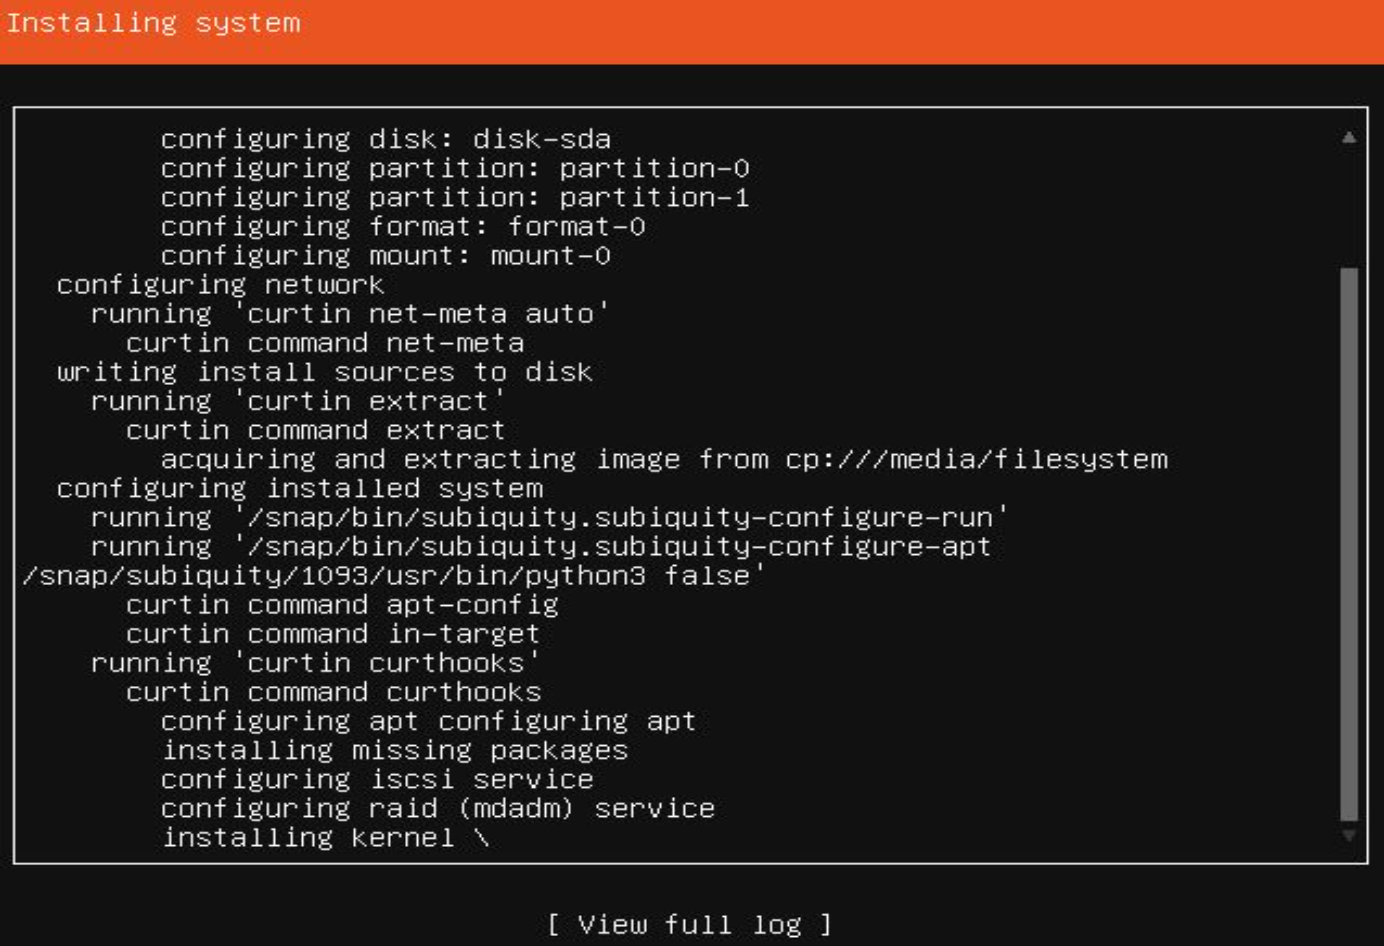 Installing system
configuring disk: disk-sda
configuring partition: partition-0
configuring partition: partition-1
configuring format: format-0
configuring mount: mount-0
configuring network
running 'curtin net-meta auto'
curtin command net-meta
writing install sources to disk
running 'curtin extract'
curtin command extract
acquiring and extracting image from cp:///media/filesystem
configuring installed system
running '/snap/bin/subiquity.subiquity-configure-run'
running '/snap/bin/subiquity.subiquity-configure-apt
/snap/subiquity/1093/usr/bin/python3 false'
curtin command apt-config
curtin command in-target
running 'curtin curthooks'
curtin command curthooks
configuring apt configuring apt
installing missing packages
configuring iscsi service
configuring raid (mdadm) service
installing kernel \
[ View full log ]